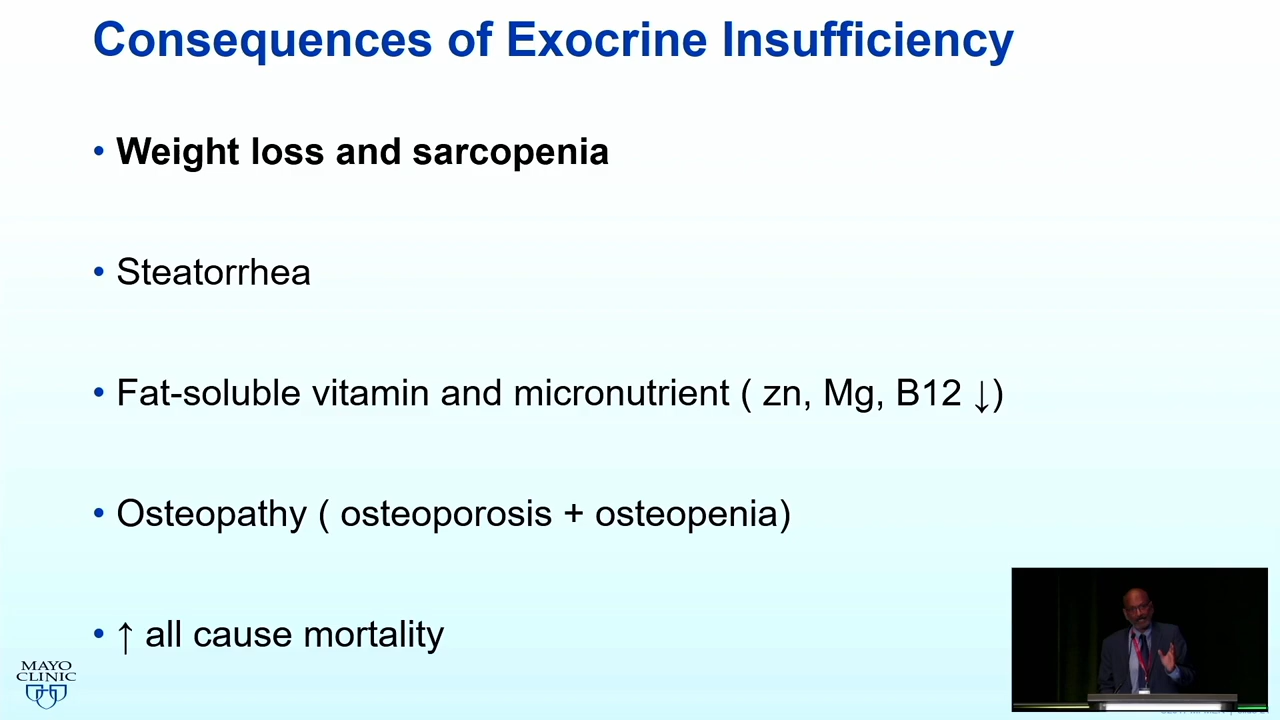 Consequences of Exocrine Insufficiency
• Weight loss and sarcopenia
• Steatorrhea
• Fat-soluble vitamin and micronutrient ( zn, Mg, B12 ↓)
• Osteopathy ( osteoporosis + osteopenia)
• ↑ all cause mortality
MAYO
CLINIC